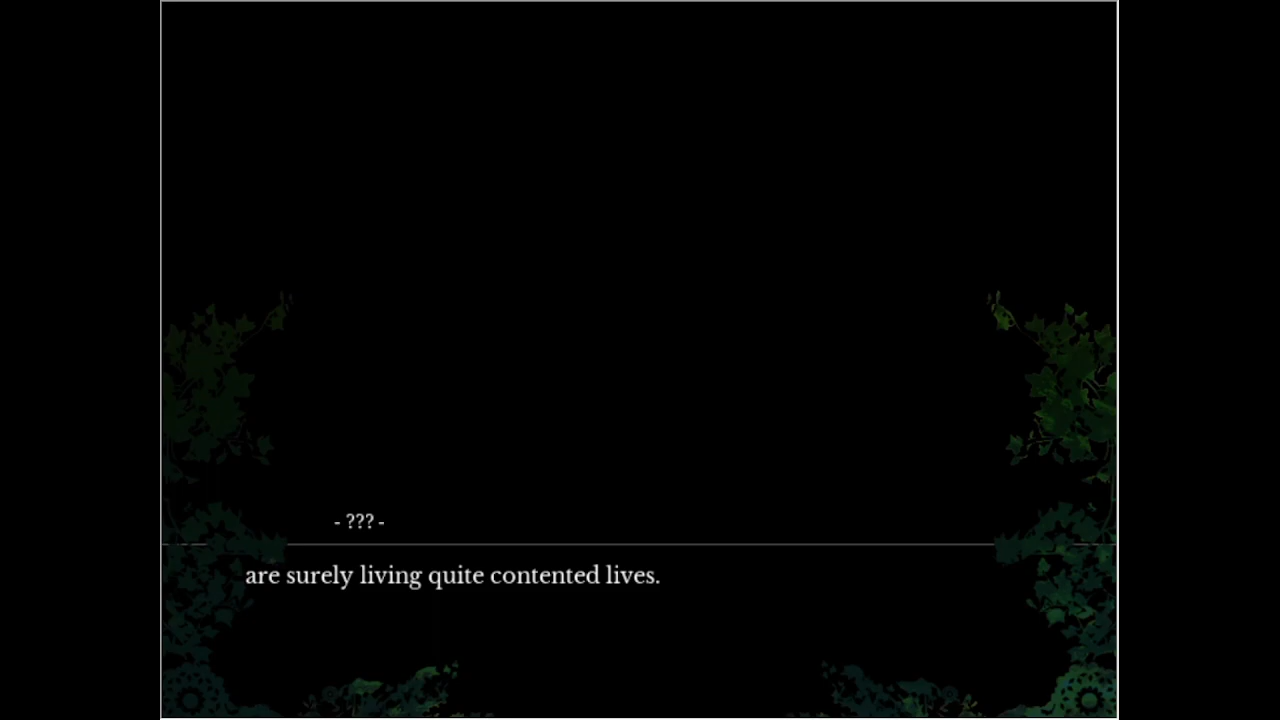 - ??? -
are surely living quite contented lives.